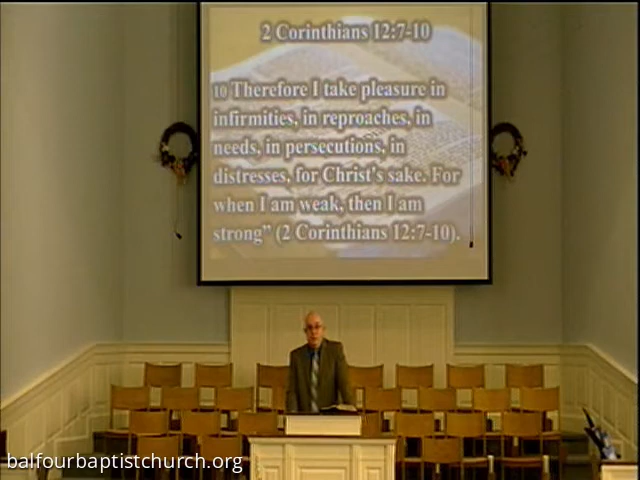 2 Corinthians 12:7-10
10 Therefore I take pleasure in
infirmities, in reproaches, in
needs, in persecutions, in
distresses, for Christ's sake. For
when I am weak, then I am
strong” (2 Corinthians 12:7-10).
balfourbaptistchurch.org